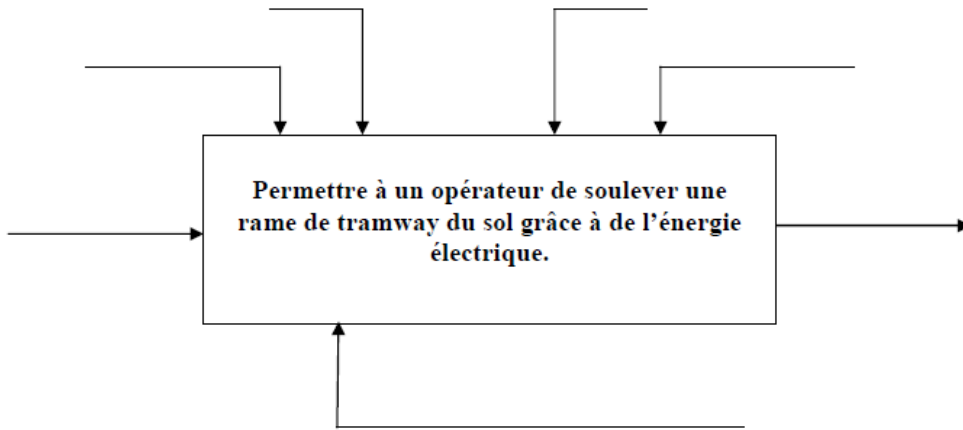 Permettre à un opérateur de soulever une
rame de tramway du sol grâce à de l’énergie
électrique.